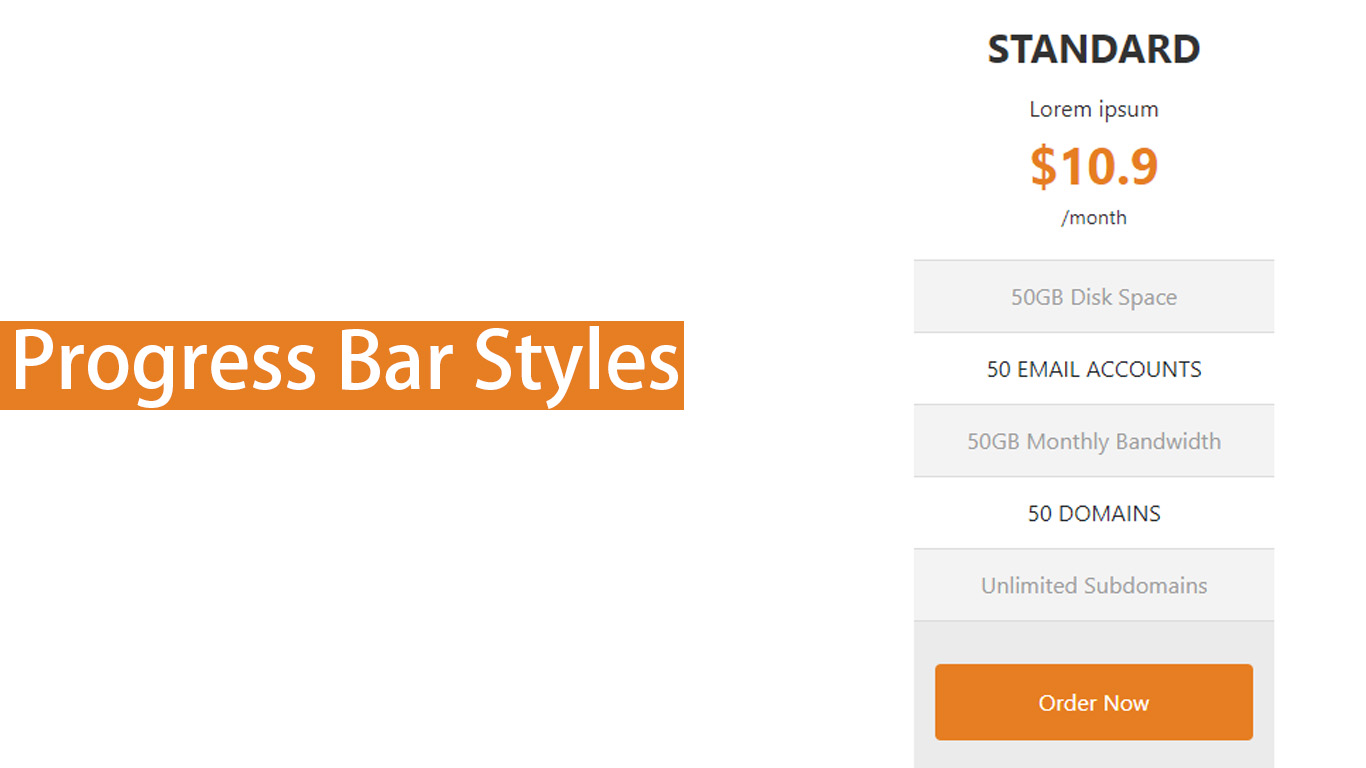 Progress Bar Styles
STANDARD
Lorem ipsum
$10.9
/month
50GB Disk Space
50 EMAIL ACCOUNTS
50GB Monthly Bandwidth
50 DOMAINS
Unlimited Subdomains
Order Now